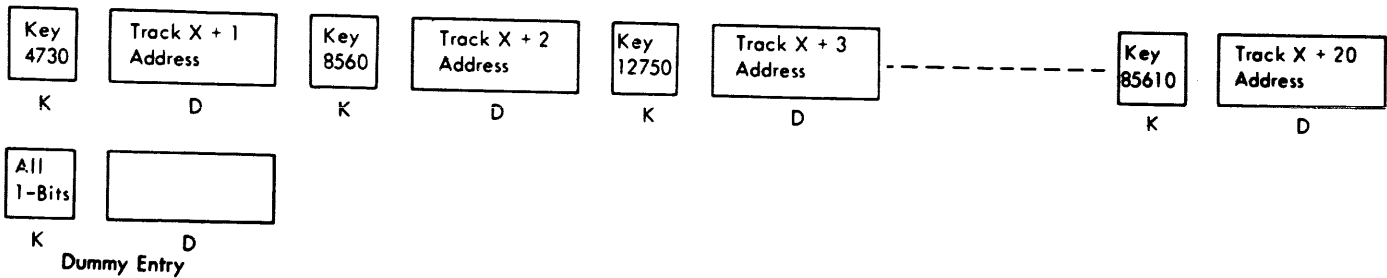 Key 4730 Track X + 1 Address Key 8560 Track X + 2 Address Key 12750 Track X + 3 Address Key 85610 Track X + 20 Address
K D K D K D K D
All 1-Bits
K D
Dummy Entry